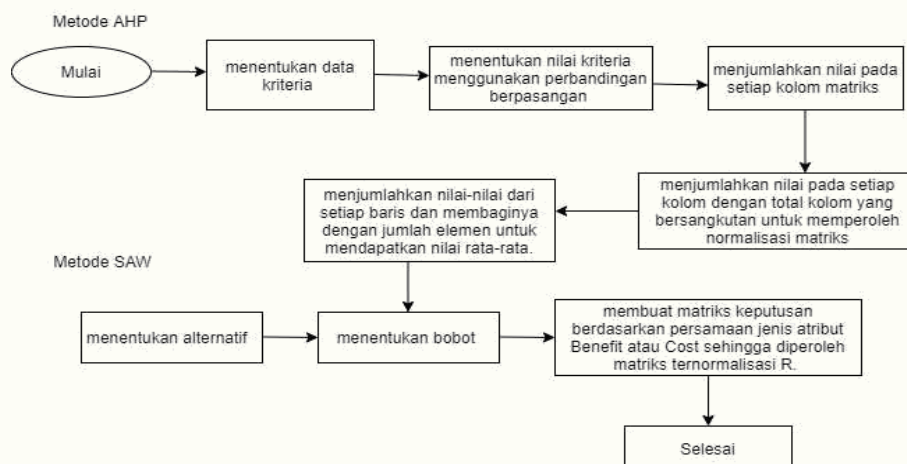 Metode AHP
Mulai
menentukan data
kriteria
menentukan nilai kriteria
menggunakan perbandingan
berpasangan
menjumlahkan nilai pada
setiap kolom matriks
menjumlahkan nilai pada setiap
kolom dengan total kolom yang
bersangkutan untuk memperoleh
normalisasi matriks
menjumlahkan nilai-nilai dari
setiap baris dan membaginya
dengan jumlah elemen untuk
mendapatkan nilai rata-rata.
Metode SAW
menentukan alternatif
menentukan bobot
membuat matriks keputusan
berdasarkan persamaan jenis atribut
Benefit atau Cost sehingga diperoleh
matriks ternormalisasi R.
Selesai